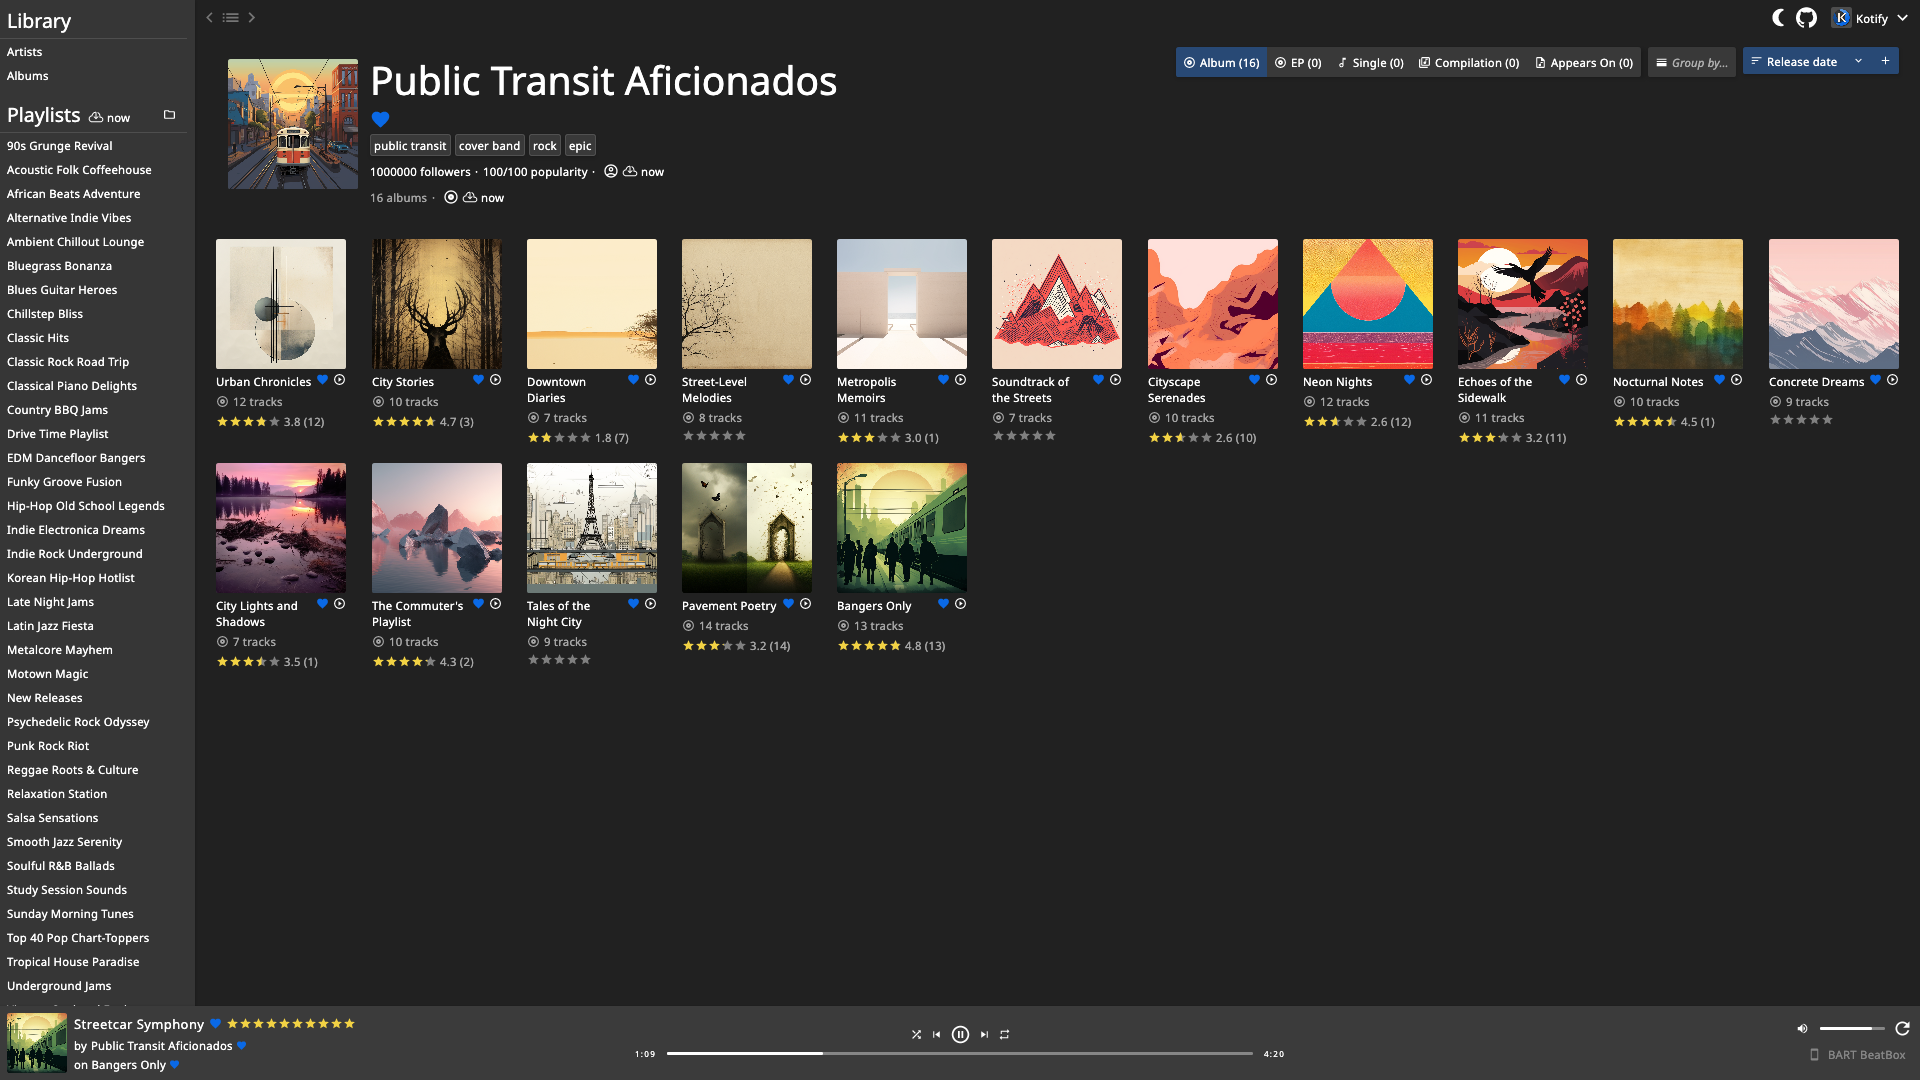 Library
Artists
Albums
Playlists now
90s Grunge Revival
Acoustic Folk Coffeehouse
African Beats Adventure
Alternative Indie Vibes
Ambient Chillout Lounge
Bluegrass Bonanza
Blues Guitar Heroes
Chillstep Bliss
Classic Hits
Classic Rock Road Trip
Classical Piano Delights
Country BBQ Jams
Drive Time Playlist
EDM Dancefloor Bangers
Funky Groove Fusion
Hip-Hop Old School Legends
Indie Electronica Dreams
Indie Rock Underground
Korean Hip-Hop Hotlist
Late Night Jams
Latin Jazz Fiesta
Metalcore Mayhem
Motown Magic
New Releases
Psychedelic Rock Odyssey
Punk Rock Riot
Reggae Roots & Culture
Relaxation Station
Salsa Sensations
Smooth Jazz Serenity
Soulful R&B Ballads
Study Session Sounds
Sunday Morning Tunes
Top 40 Pop Chart-Toppers
Tropical House Paradise
Underground Jams
Kotify
Public Transit Aficionados
Album (16) EP (0) Single (0) Compilation (0) Appears On (0) Group by... Release date
public transit cover band rock epic
1000000 followers · 100/100 popularity · now
16 albums · now
Urban Chronicles
12 tracks
3.8 (12)
City Stories
10 tracks
4.7 (3)
Downtown
Diaries
7 tracks
1.8 (7)
Street-Level
Melodies
8 tracks
Metropolis
Memoirs
11 tracks
3.0 (1)
Soundtrack of
the Streets
7 tracks
Cityscape
Serenades
10 tracks
2.6 (10)
Neon Nights
12 tracks
2.6 (12)
Echoes of the
Sidewalk
11 tracks
3.2 (11)
Nocturnal Notes
10 tracks
4.5 (1)
Concrete Dreams
9 tracks
City Lights and
Shadows
7 tracks
3.5 (1)
The Commuter's
Playlist
10 tracks
4.3 (2)
Tales of the
Night City
9 tracks
Pavement Poetry
14 tracks
3.2 (14)
Bangers Only
13 tracks
4.8 (13)
Streetcar Symphony
by Public Transit Aficionados
on Bangers Only
1:09 4:20
BART BeatBox